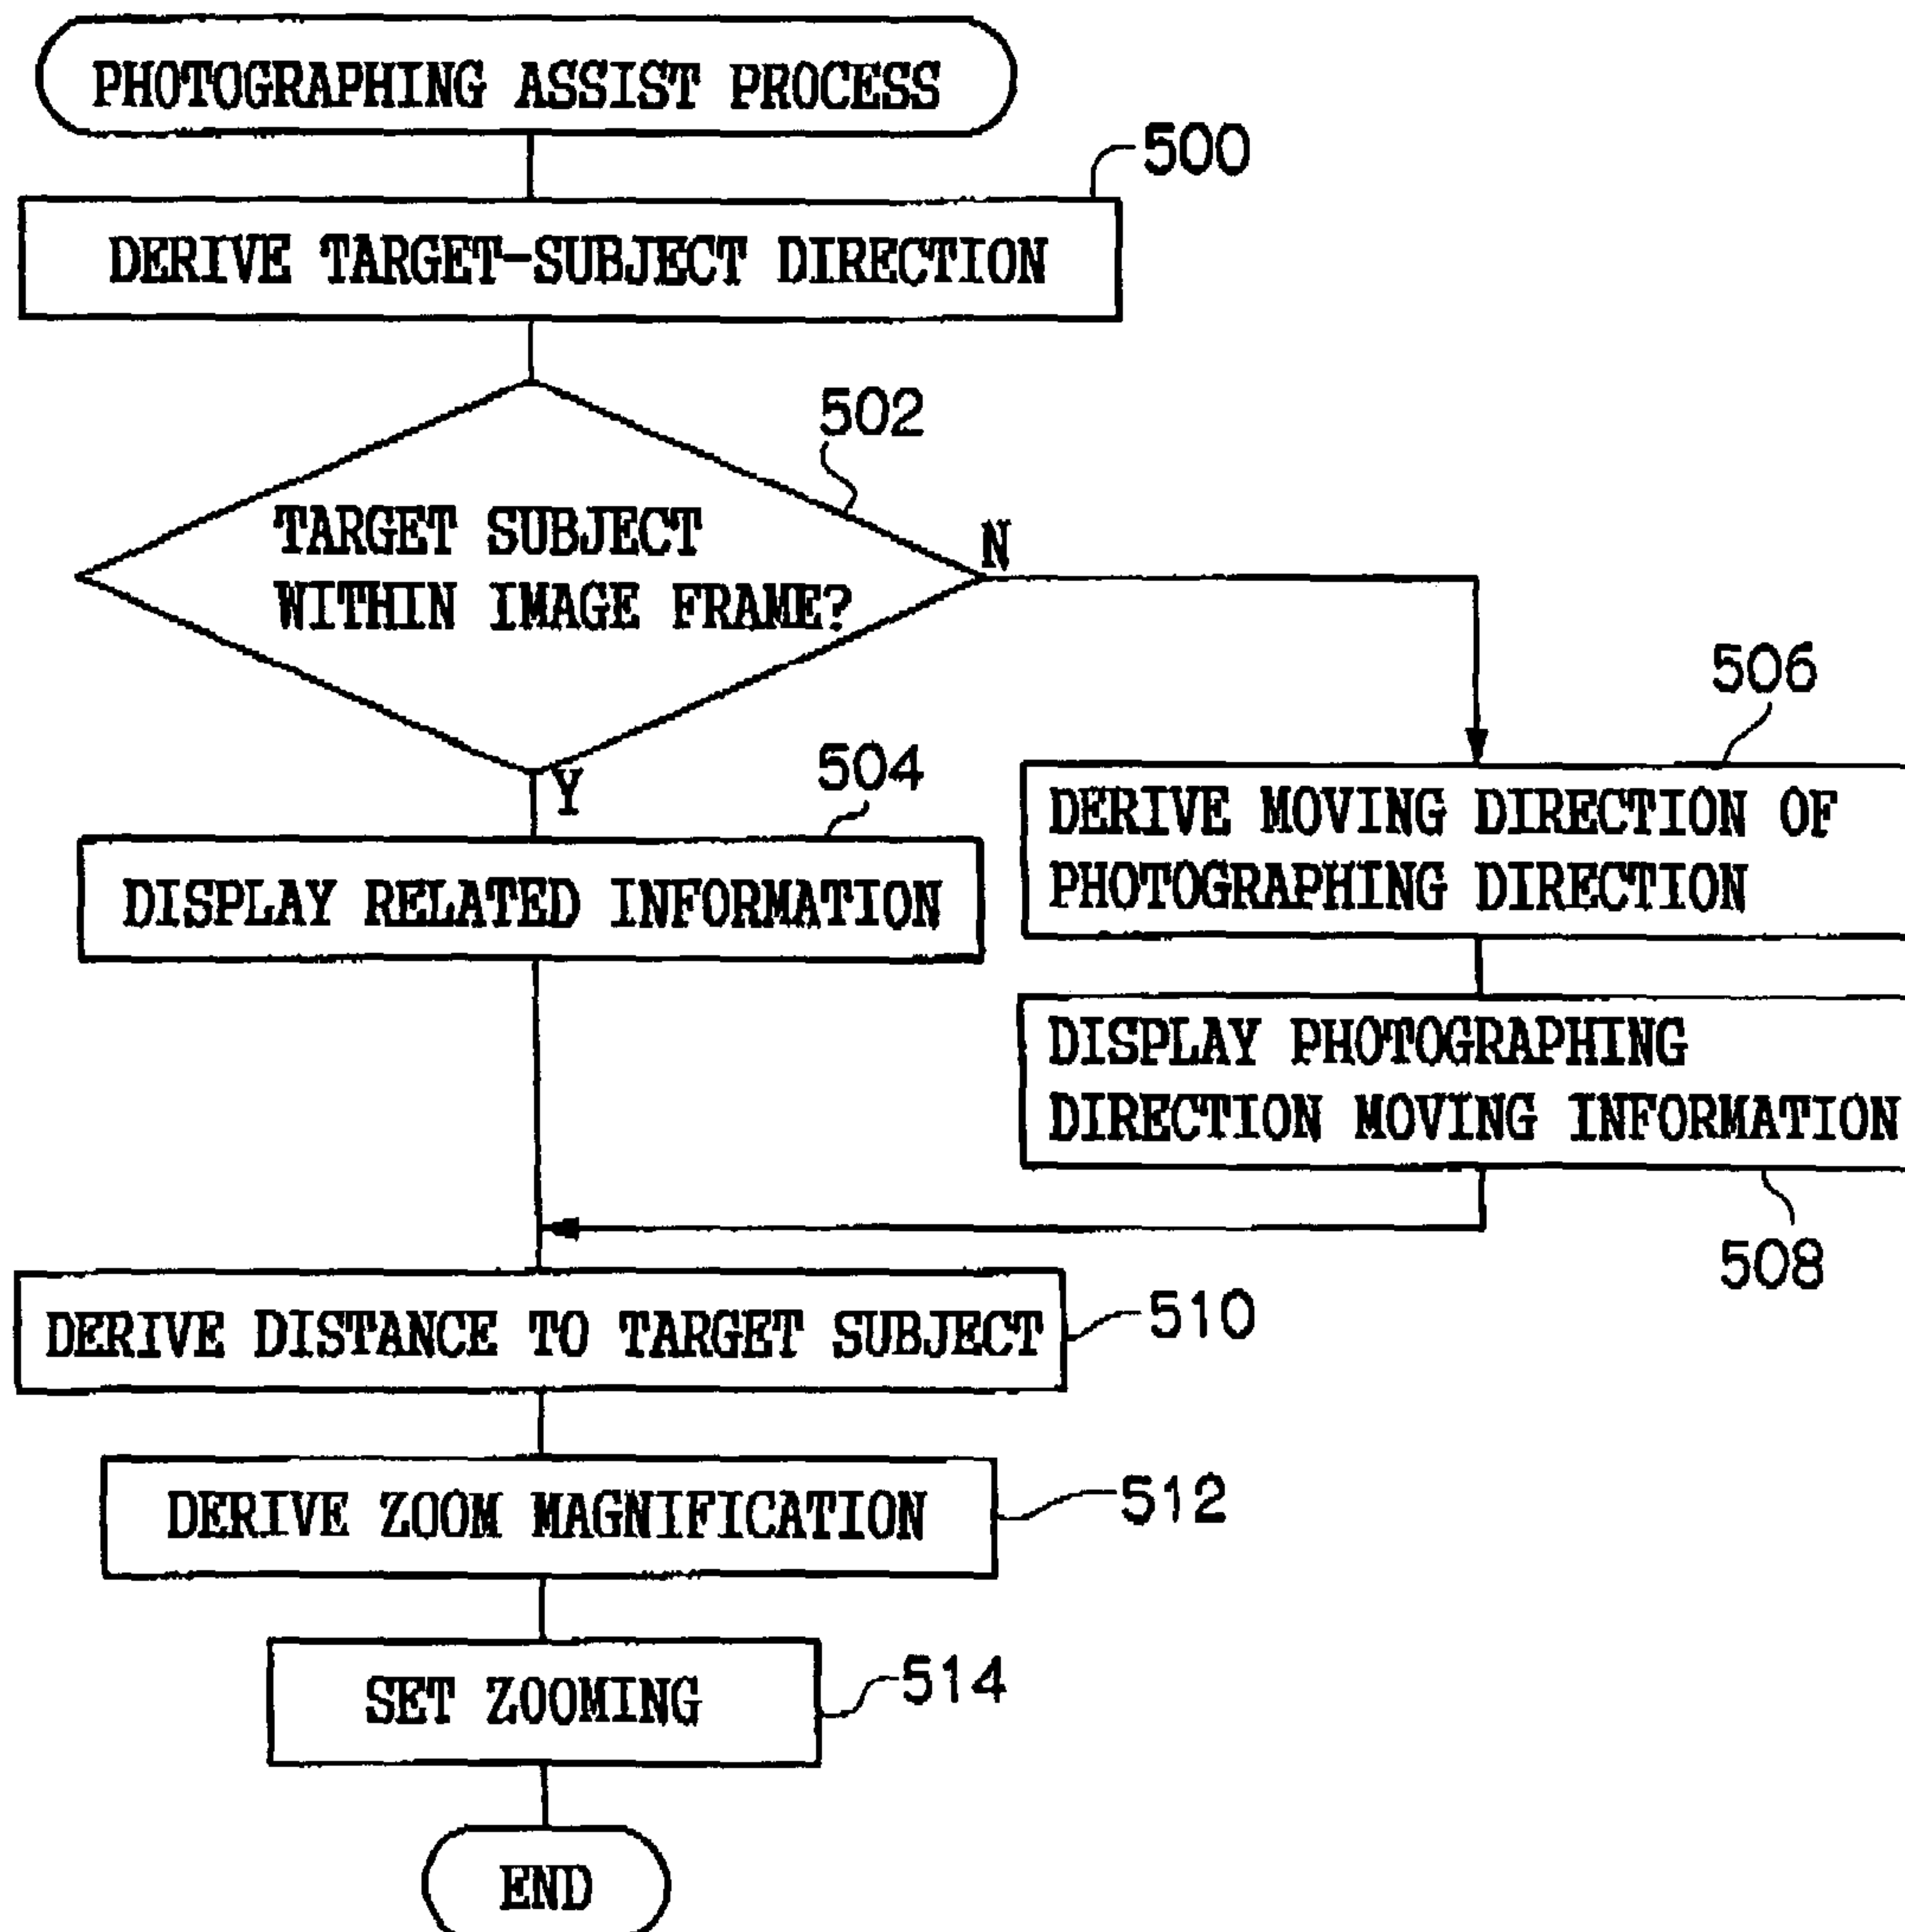 PHOTOGRAPHING ASSIST PROCESS
500
DERIVE TARGET-SUBJECT DIRECTION
502
TARGET SUBJECT
WITHIN IMAGE FRAME?
N
Y
504
DISPLAY RELATED INFORMATION
506
DERIVE MOVING DIRECTION OF
PHOTOGRAPHING DIRECTION
DISPLAY PHOTOGRAPHING
DIRECTION MOVING INFORMATION
508
DERIVE DISTANCE TO TARGET SUBJECT
510
DERIVE ZOOM MAGNIFICATION
512
SET ZOOMING
514
END